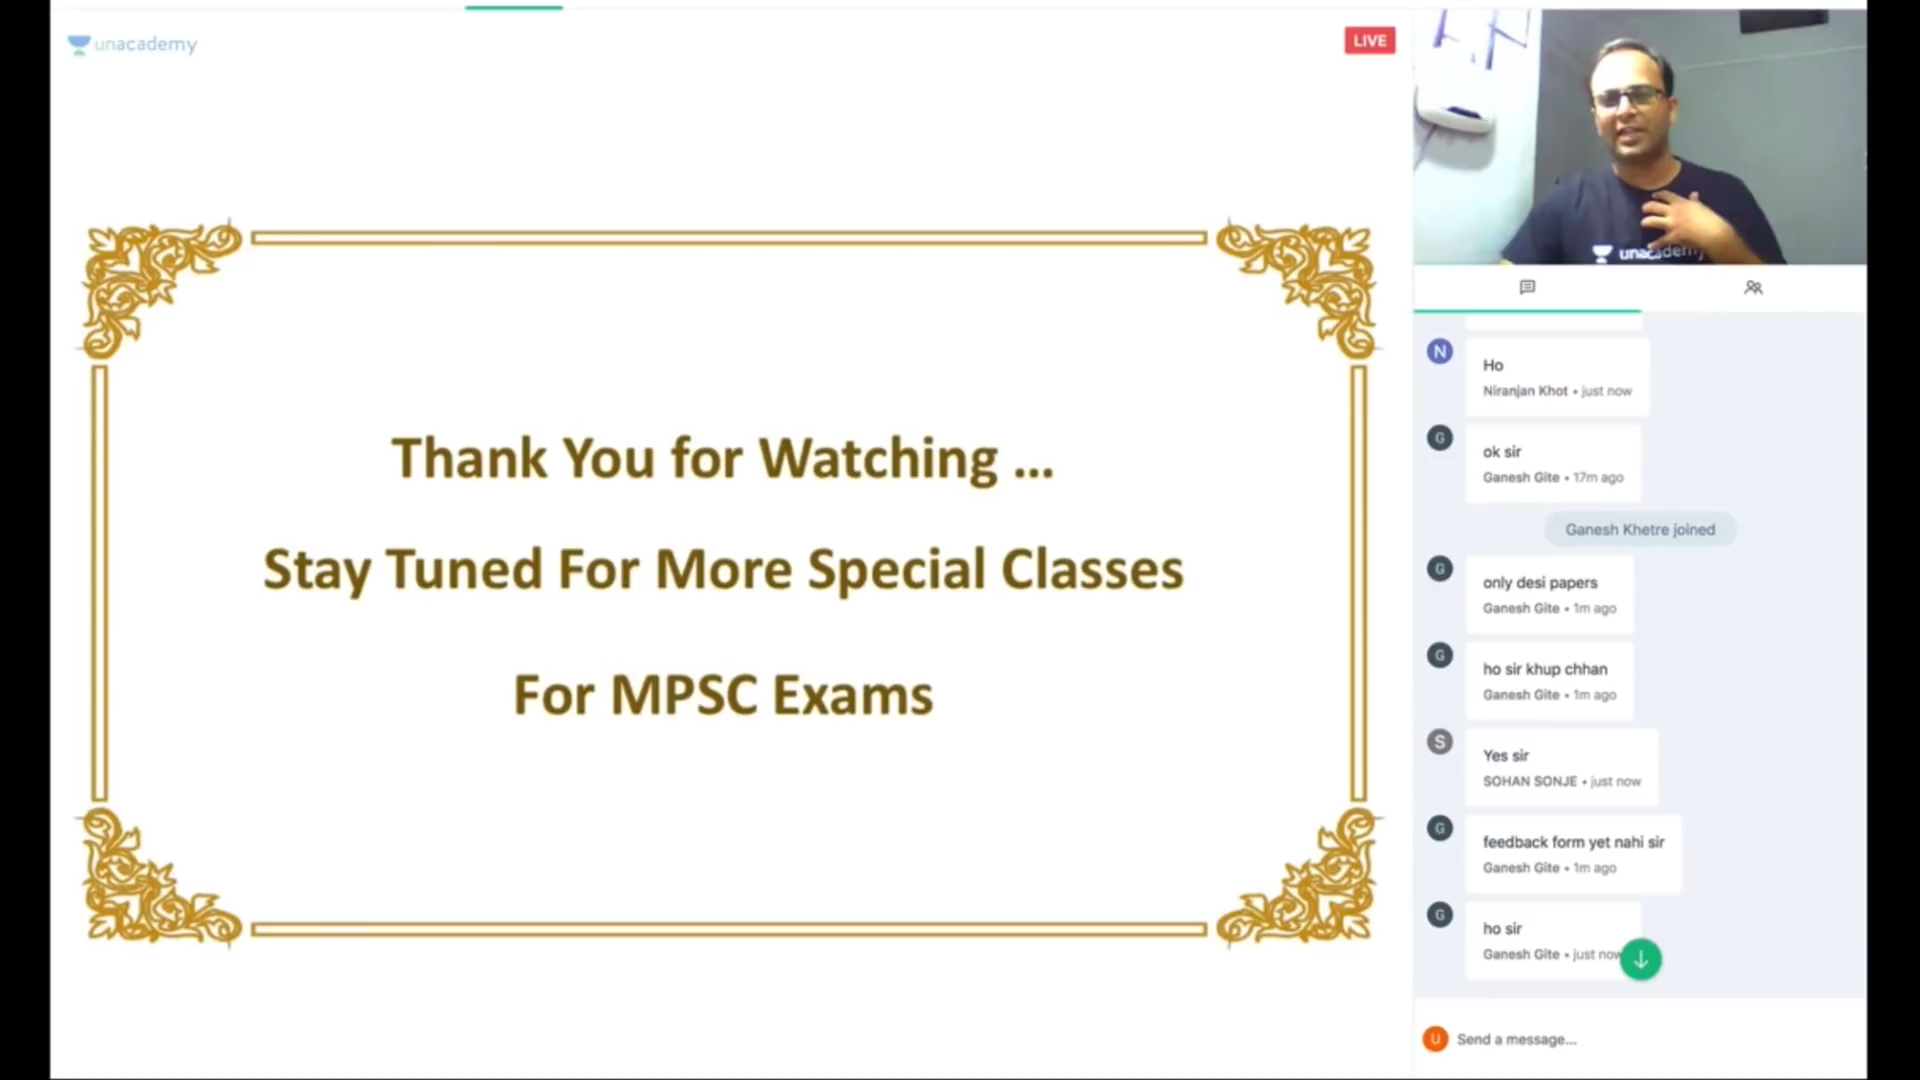 unacademy
LIVE
unacademy
Thank You for Watching ...
Stay Tuned For More Special Classes
For MPSC Exams
N
Ho
Niranjan Khot • just now
G
ok sir
Ganesh Gite • 17m ago
Ganesh Khetre joined
G
only desi papers
Ganesh Gite • 1m ago
G
ho sir khup chhan
Ganesh Gite • 1m ago
S
Yes sir
SOHAN SONJE • just now
G
feedback form yet nahi sir
Ganesh Gite • 1m ago
G
ho sir
Ganesh Gite • just now
U
Send a message...